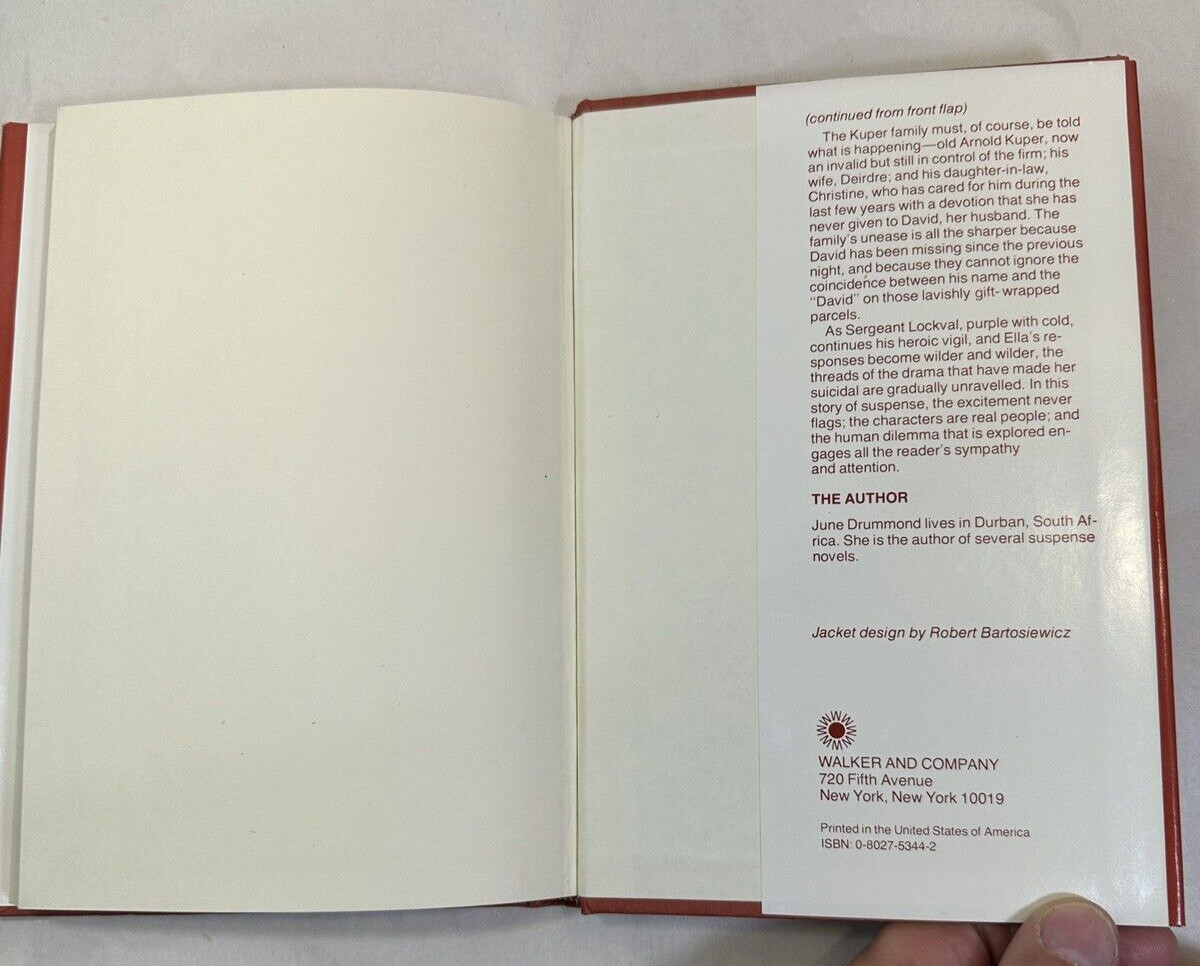 (continued from front flap)
The Kuper family must, of course, be told
what is happening—old Arnold Kuper, now
an invalid but still in control of the firm; his
wife, Deirdre; and his daughter-in-law,
Christine, who has cared for him during the
last few years with a devotion that she has
never given to David, her husband. The
family's unease is all the sharper because
David has been missing since the previous
night, and because they cannot ignore the
coincidence between his name and the
"David" on those lavishly gift-wrapped
parcels.
As Sergeant Lockval, purple with cold,
continues his heroic vigil, and Ella's re-
sponses become wilder and wilder, the
threads of the drama that have made her
suicidal are gradually unravelled. In this
story of suspense, the excitement never
flags; the characters are real people; and
the human dilemma that is explored en-
gages all the reader's sympathy
and attention.
THE AUTHOR
June Drummond lives in Durban, South Af-
rica. She is the author of several suspense
novels.
Jacket design by Robert Bartosiewicz
WALKER AND COMPANY
720 Fifth Avenue
New York, New York 10019
Printed in the United States of America
ISBN: 0-8027-5344-2